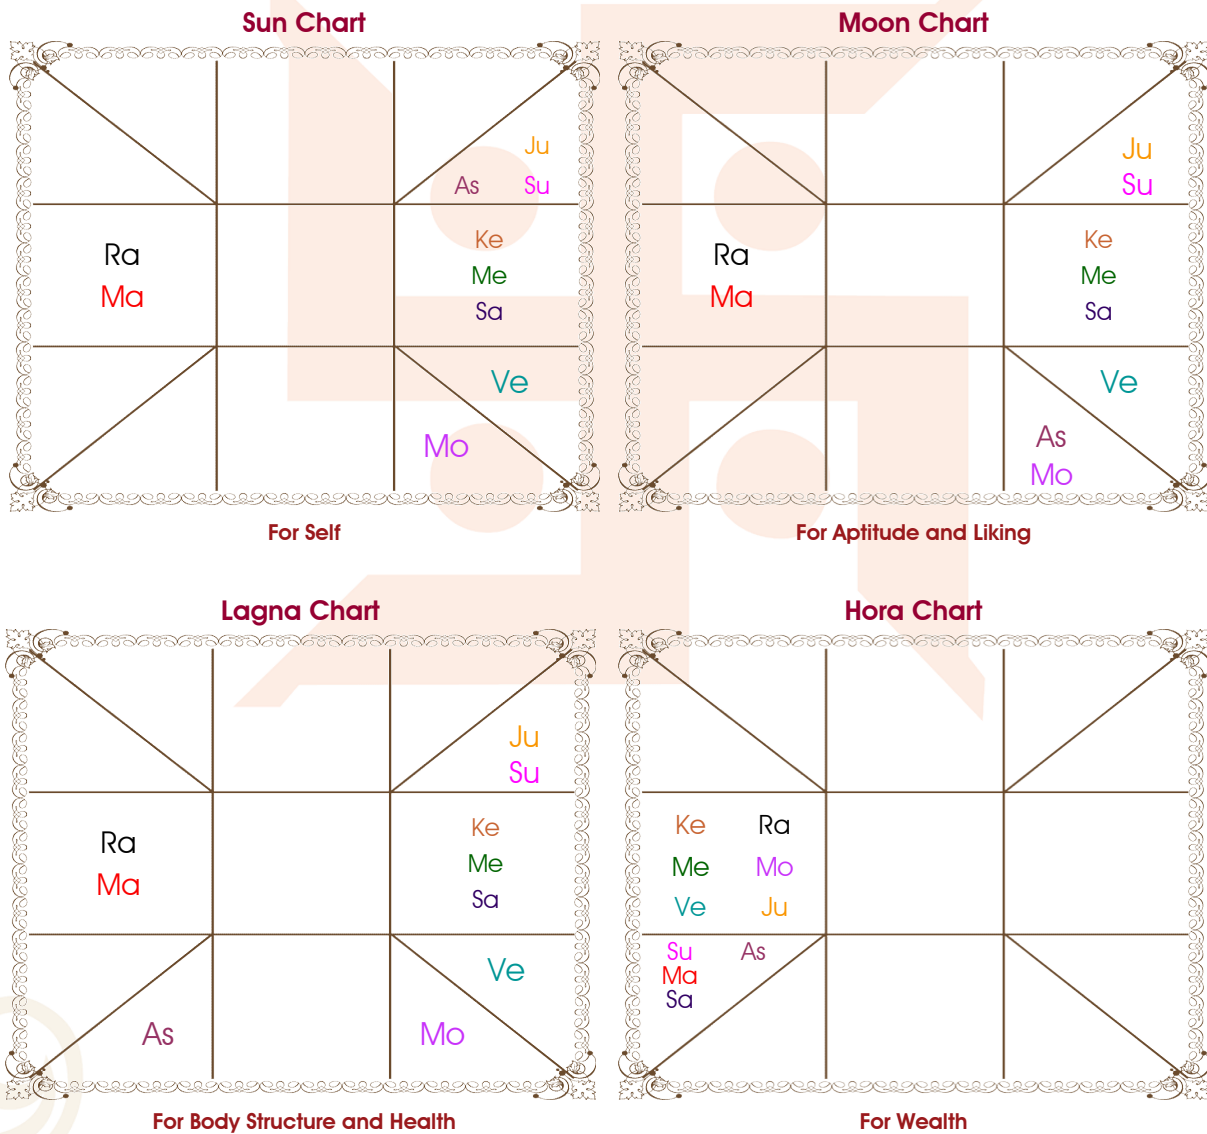 Sun Chart
Ju
As Su
Ra
Ma
Ke
Me
Sa
Ve
Mo
For Self
Moon Chart
Ju
Su
Ra
Ma
Ke
Me
Sa
Ve
As
Mo
For Aptitude and Liking
Lagna Chart
Ju
Su
Ra
Ma
Ke
Me
Sa
Ve
As
Mo
For Body Structure and Health
Hora Chart
Ke Ra
Me Mo
Ve Ju
Su As
Ma
Sa
For Wealth